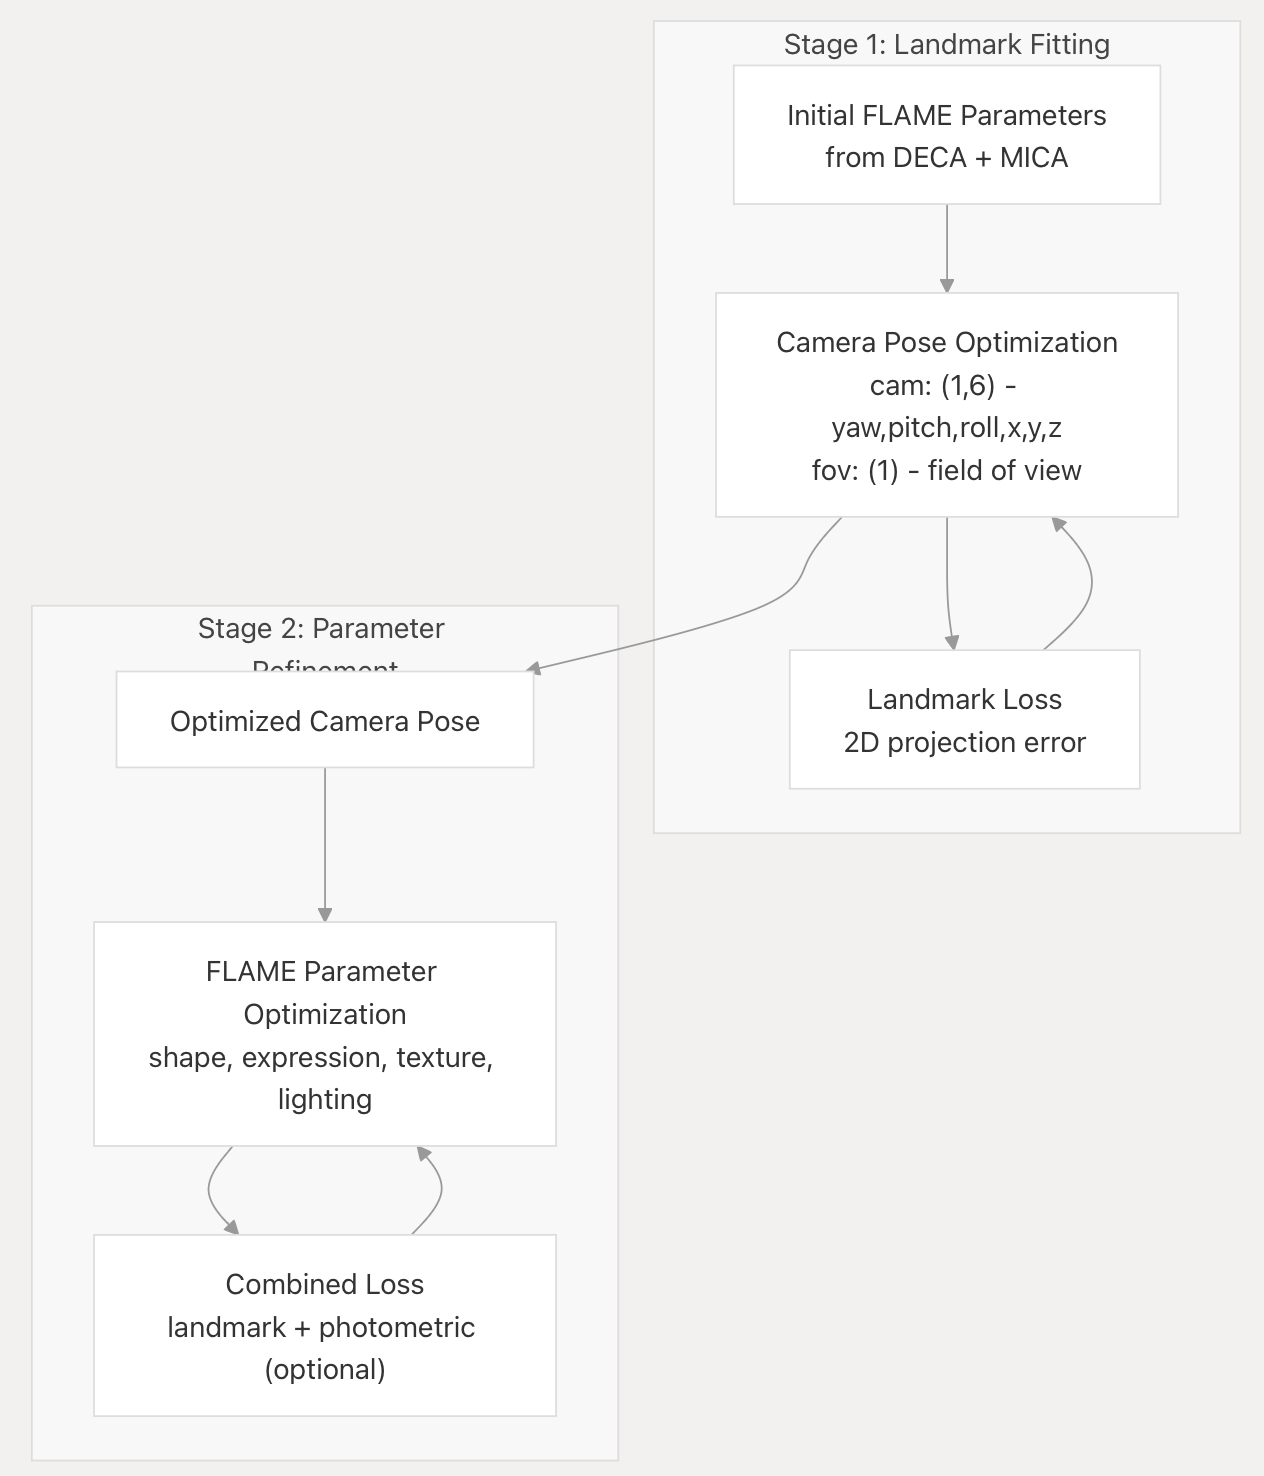 Stage 1: Landmark Fitting
Initial FLAME Parameters
from DECA + MICA
Camera Pose Optimization
cam: (1,6) -
yaw,pitch,roll,x,y,z
fov: (1) - field of view
Landmark Loss
2D projection error
Stage 2: Parameter
Refinement
Optimized Camera Pose
FLAME Parameter
Optimization
shape, expression, texture,
lighting
Combined Loss
landmark + photometric
(optional)